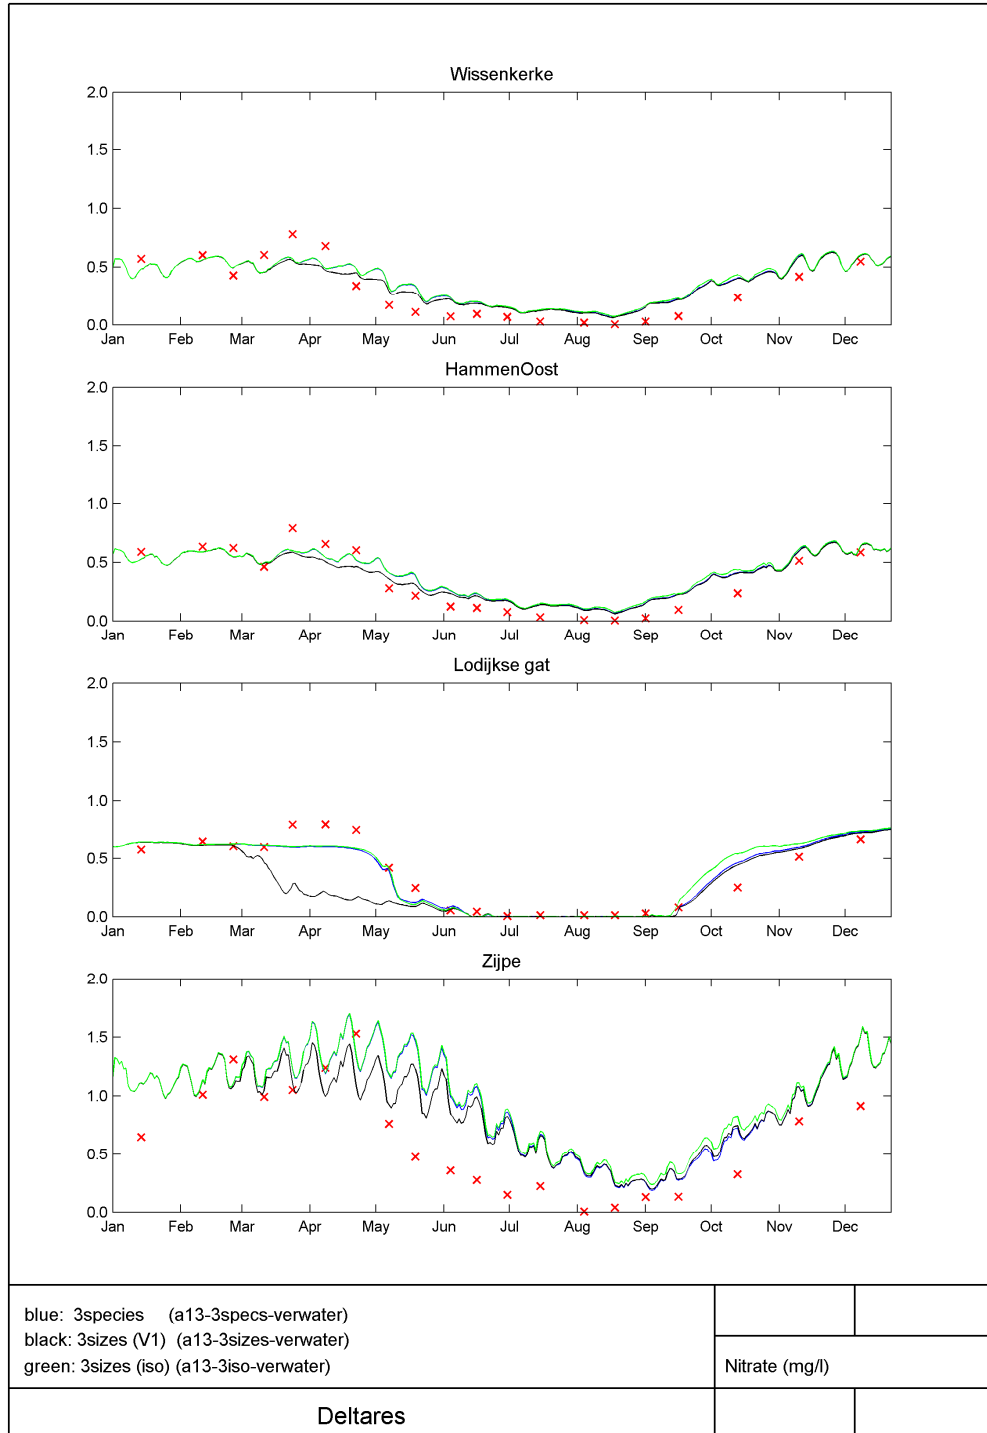 Wissenkerke
2.0
1.5
1.0
0.5
0.0
Jan Feb Mar Apr May Jun Jul Aug Sep Oct Nov Dec
HammenOost
2.0
1.5
1.0
0.5
0.0
Jan Feb Mar Apr May Jun Jul Aug Sep Oct Nov Dec
Lodijkse gat
2.0
1.5
1.0
0.5
0.0
Jan Feb Mar Apr May Jun Jul Aug Sep Oct Nov Dec
Zijpe
2.0
1.5
1.0
0.5
0.0
Jan Feb Mar Apr May Jun Jul Aug Sep Oct Nov Dec
blue: 3species (a13-3specs-verwater)
black: 3sizes (V1) (a13-3sizes-verwater)
green: 3sizes (iso) (a13-3iso-verwater)
Nitrate (mg/l)
Deltares